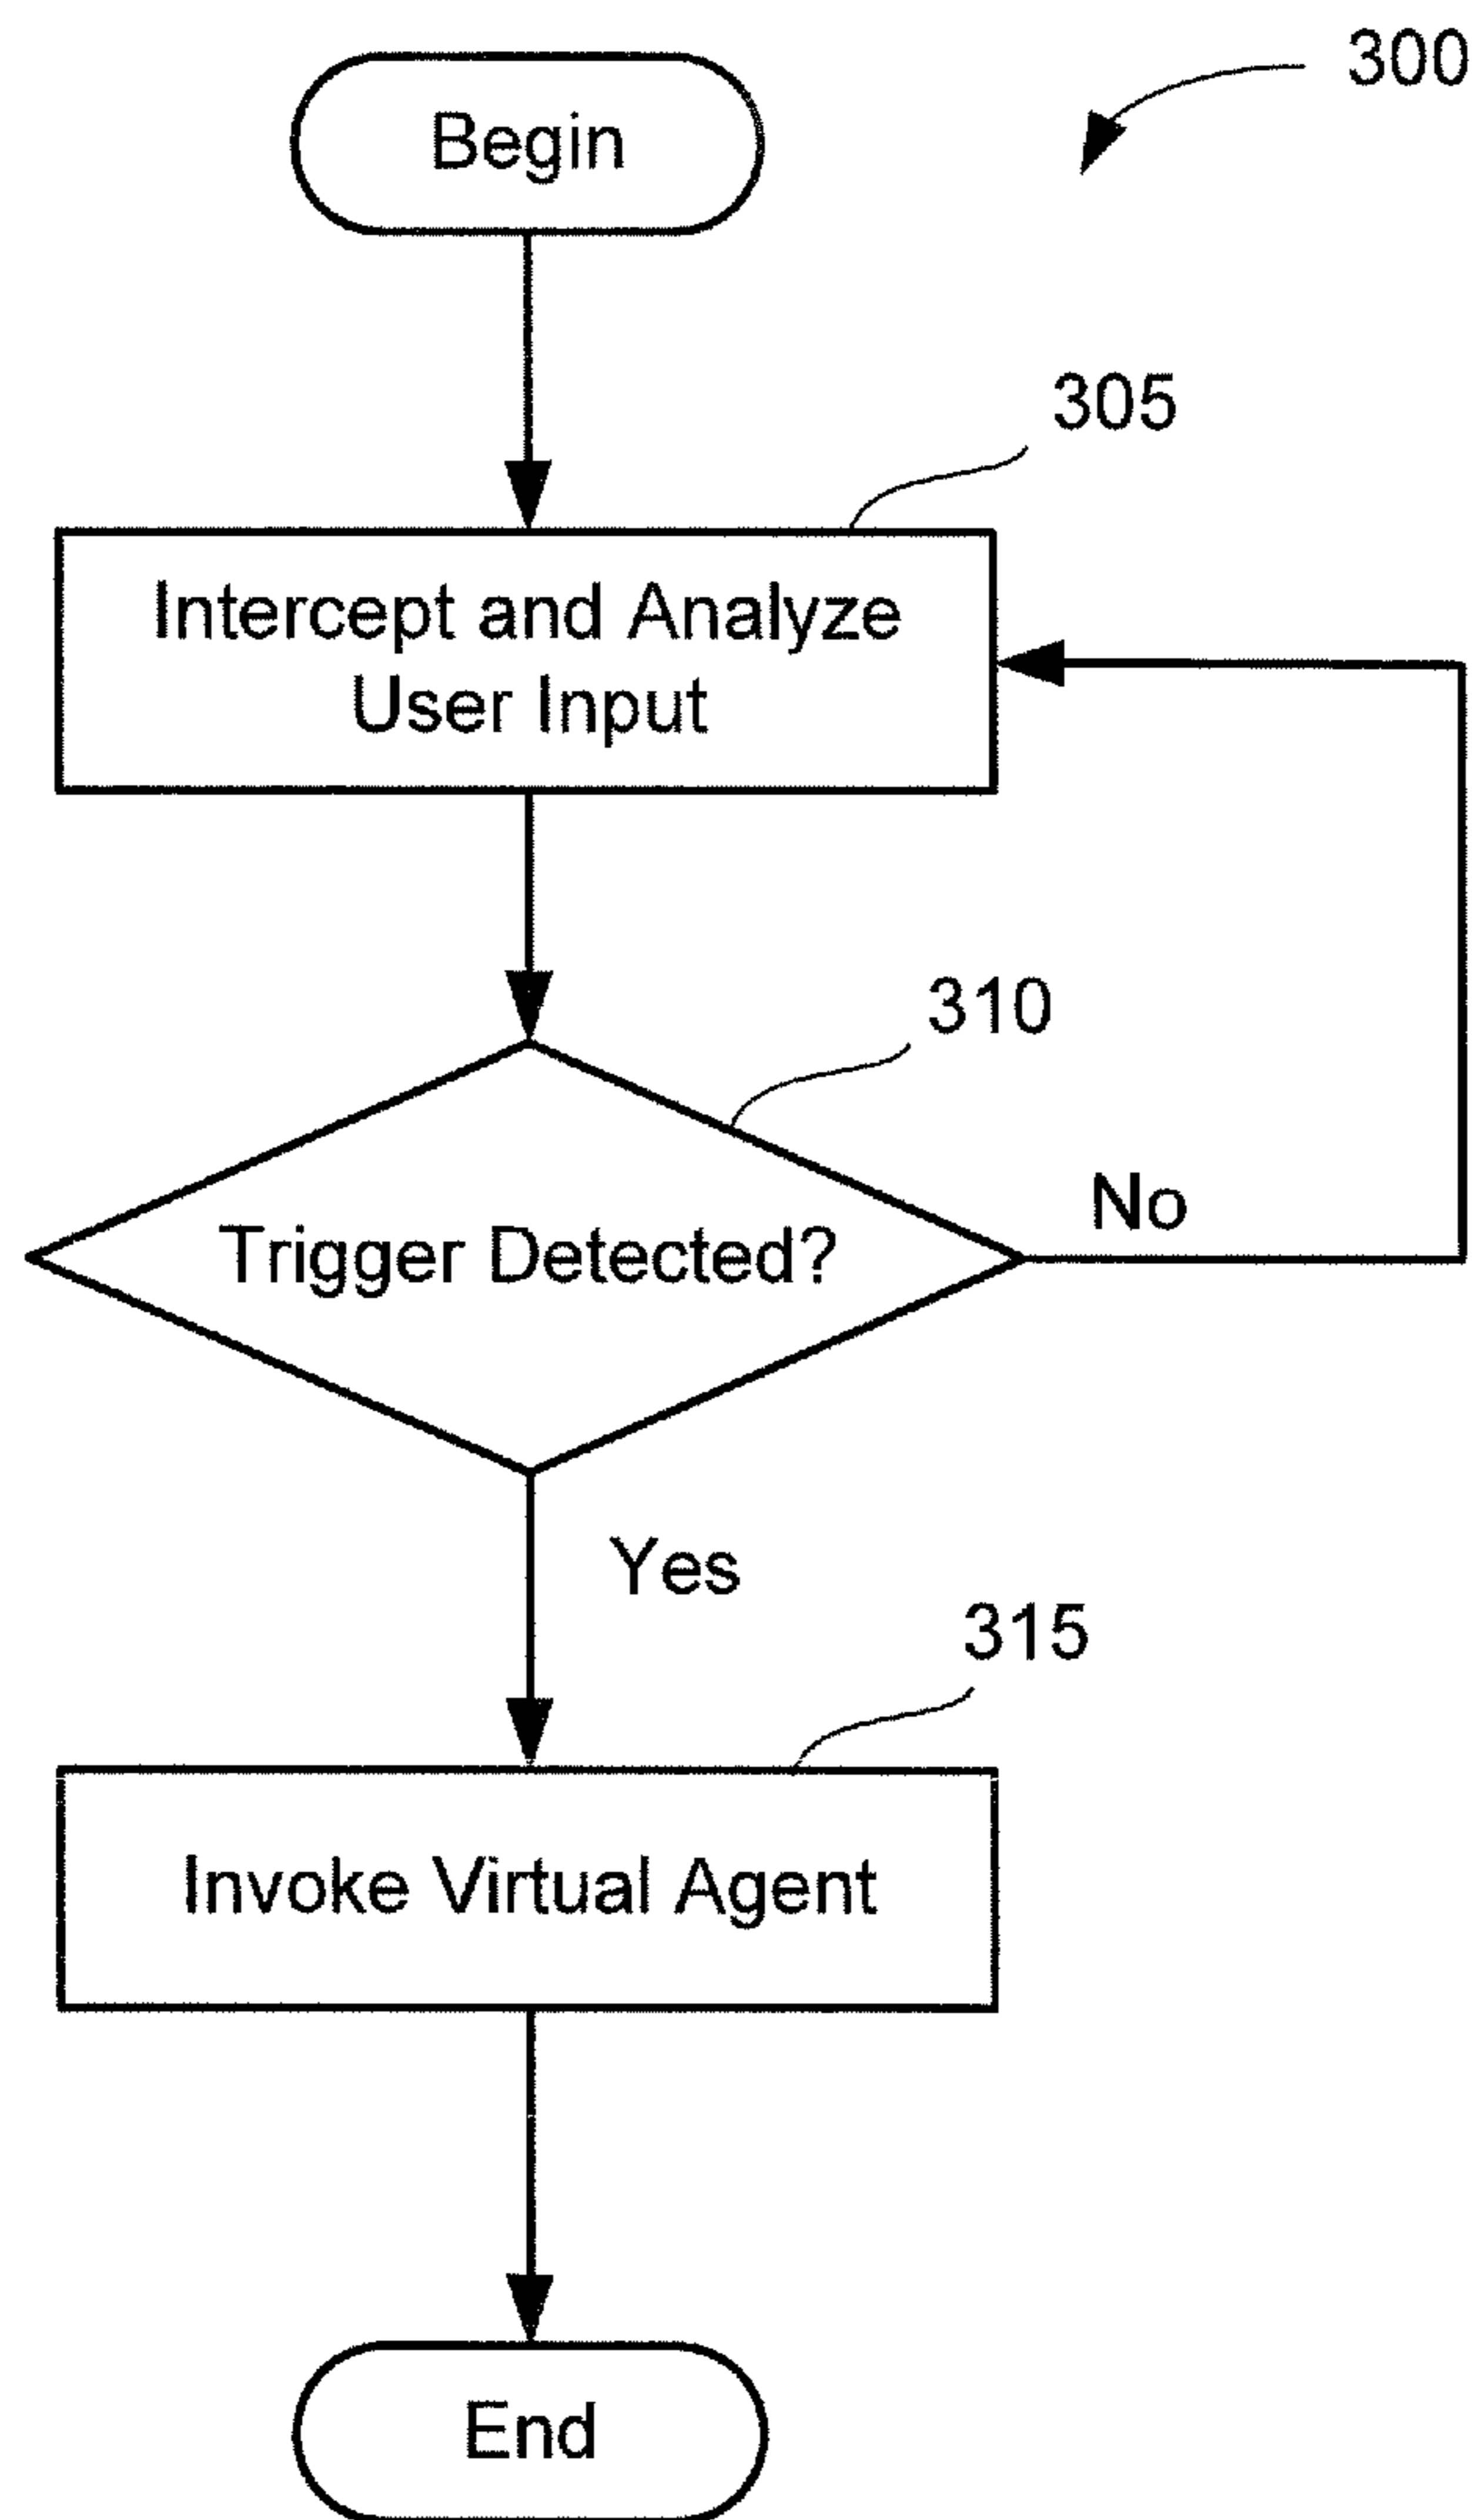 Begin
300
305
Intercept and Analyze
User Input
310
Trigger Detected?
No
Yes
315
Invoke Virtual Agent
End